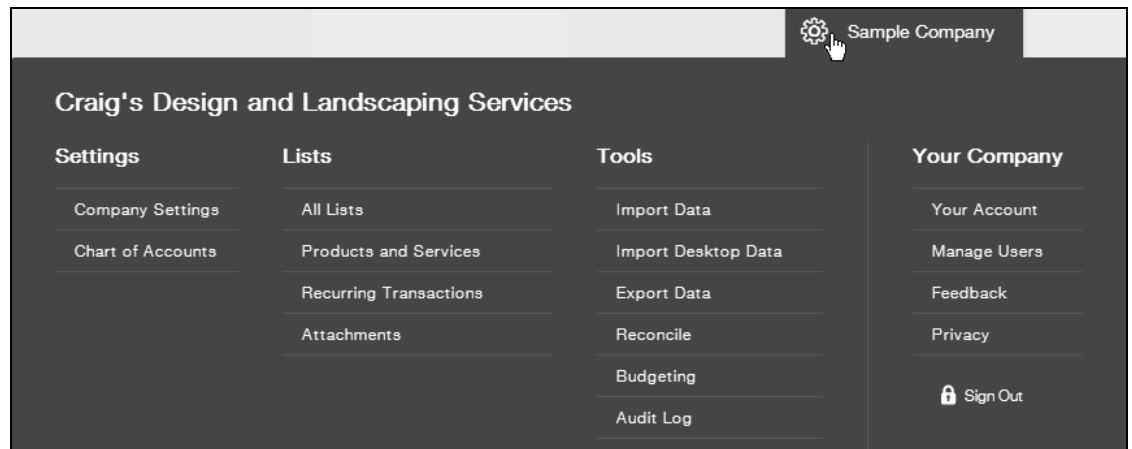 Sample Company
Craig's Design and Landscaping Services
Settings
Company Settings
Chart of Accounts
Lists
All Lists
Products and Services
Recurring Transactions
Attachments
Tools
Import Data
Import Desktop Data
Export Data
Reconcile
Budgeting
Audit Log
Your Company
Your Account
Manage Users
Feedback
Privacy
Sign Out